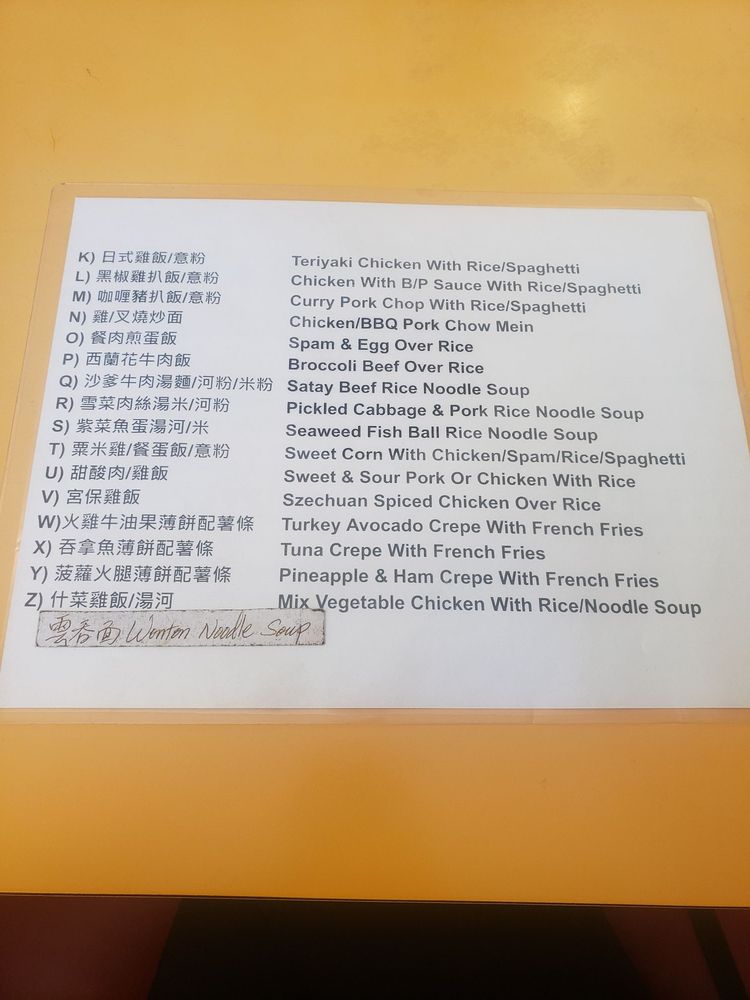 K) 日式雞飯/意粉 Teriyaki Chicken With Rice/Spaghetti
L) 黑椒雞扒飯/意粉 Chicken With B/P Sauce With Rice/Spaghetti
M) 咖喱豬扒飯/意粉 Curry Pork Chop With Rice/Spaghetti
N) 雞/叉燒炒面 Chicken/BBQ Pork Chow Mein
O) 餐肉煎蛋飯 Spam & Egg Over Rice
P) 西蘭花牛肉飯 Broccoli Beef Over Rice
Q) 沙爹牛肉湯麵/河粉/米粉 Satay Beef Rice Noodle Soup
R) 雪菜肉絲湯米/河粉 Pickled Cabbage & Pork Rice Noodle Soup
S) 紫菜魚蛋湯河/米 Seaweed Fish Ball Rice Noodle Soup
T) 粟米雞/餐蛋飯/意粉 Sweet Corn With Chicken/Spam/Rice/Spaghetti
U) 甜酸肉/雞飯 Sweet & Sour Pork Or Chicken With Rice
V) 宮保雞飯 Szechuan Spiced Chicken Over Rice
W)火雞牛油果薄餅配薯條 Turkey Avocado Crepe With French Fries
X) 吞拿魚薄餅配薯條 Tuna Crepe With French Fries
Y) 菠蘿火腿薄餅配薯條 Pineapple & Ham Crepe With French Fries
Z) 什菜雞飯/湯河 Mix Vegetable Chicken With Rice/Noodle Soup
雲吞面 Wonton Noodle Soup